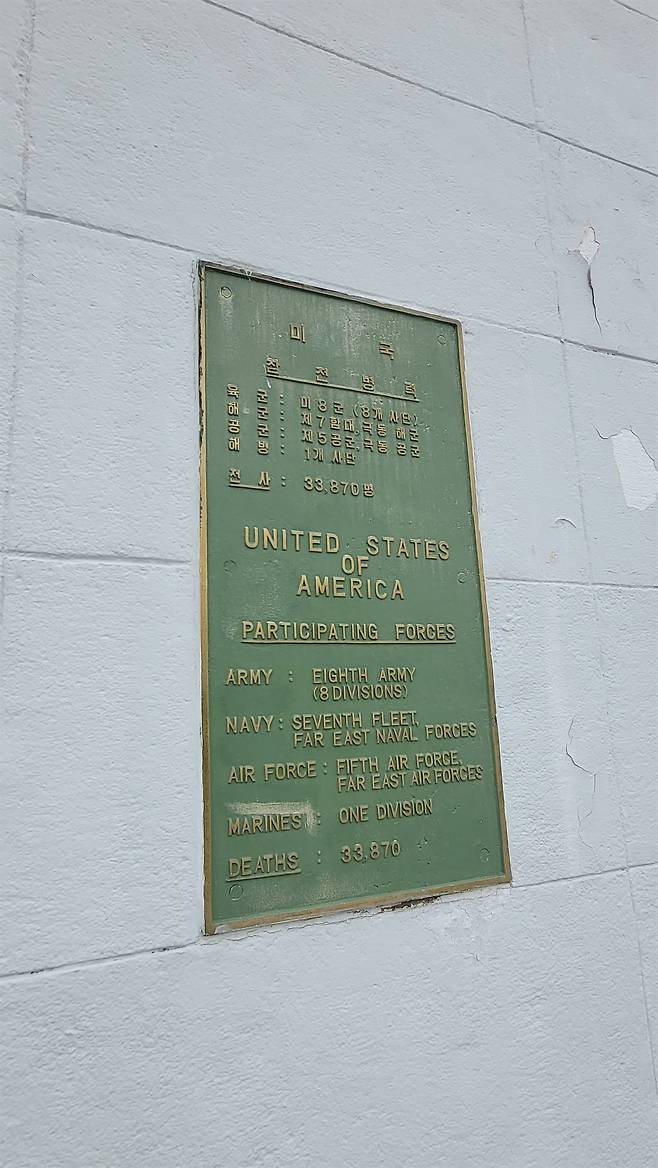 미 국
참 전 병 력
육 군 : 미 8 군 (8 개 사단)
해 군 : 제 7 함대, 극동 해군
공 군 : 제 5 공군, 극동 공군
해 병 : 1 개 사단
전 사 : 33,870 명
UNITED STATES
OF
AMERICA
PARTICIPATING FORCES
ARMY : EIGHTH ARMY
(8 DIVISIONS)
NAVY : SEVENTH FLEET,
FAR EAST NAVAL FORCES
AIR FORCE : FIFTH AIR FORCE,
FAR EAST AIR FORCES
MARINES : ONE DIVISION
DEATHS : 33,870